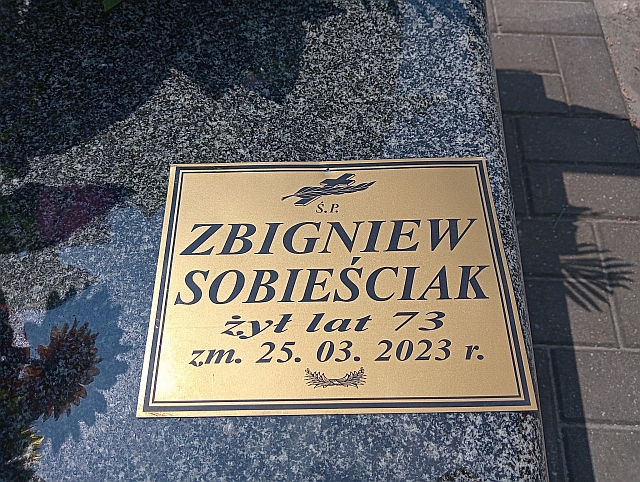 Ś.P.
ZBIGNIEW
SOBIEŚCIAK
żył lat 73
zm. 25. 03. 2023 r.